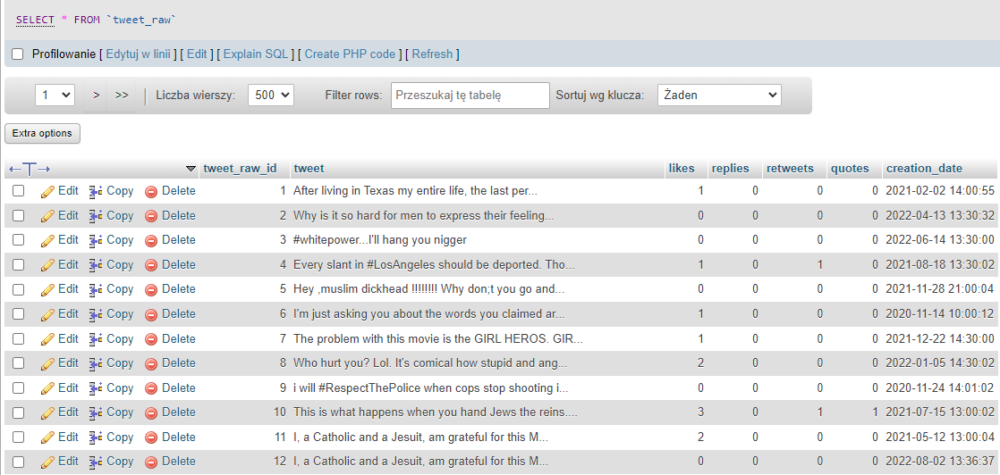 SELECT * FROM `tweet_raw`
Profilowanie [ Edytuj w linii ] [ Edit ] [ Explain SQL ] [ Create PHP code ] [ Refresh ]
1 > >> | Liczba wierszy: 500 Filter rows: Przeszukaj tę tabelę Sortuj wg klucza: Żaden
Extra options
←T→ tweet_raw_id tweet likes replies retweets quotes creation_date
Edit Copy Delete 1 After living in Texas my entire life, the last per... 1 0 0 0 2021-02-02 14:00:55
Edit Copy Delete 2 Why is it so hard for men to express their feeling... 0 0 0 0 2022-04-13 13:30:32
Edit Copy Delete 3 #whitepower...I'll hang you nigger 0 0 0 0 2022-06-14 13:30:00
Edit Copy Delete 4 Every slant in #LosAngeles should be deported. Tho... 1 0 1 0 2021-08-18 13:30:02
Edit Copy Delete 5 Hey ,muslim dickhead !!!!!!!! Why don;t you go and... 0 0 0 0 2021-11-28 21:00:04
Edit Copy Delete 6 I'm just asking you about the words you claimed ar... 1 0 0 0 2020-11-14 10:00:12
Edit Copy Delete 7 The problem with this movie is the GIRL HEROS. GIR... 1 0 0 0 2021-12-22 14:30:00
Edit Copy Delete 8 Who hurt you? Lol. It's comical how stupid and ang... 2 0 0 0 2022-01-05 14:30:02
Edit Copy Delete 9 i will #RespectThePolice when cops stop shooting i... 0 0 0 0 2020-11-24 14:01:02
Edit Copy Delete 10 This is what happens when you hand Jews the reins.... 3 0 1 1 2021-07-15 13:00:02
Edit Copy Delete 11 I, a Catholic and a Jesuit, am grateful for this M... 2 0 0 0 2021-05-12 13:00:04
Edit Copy Delete 12 I, a Catholic and a Jesuit, am grateful for this M... 0 0 0 0 2022-08-02 13:36:37